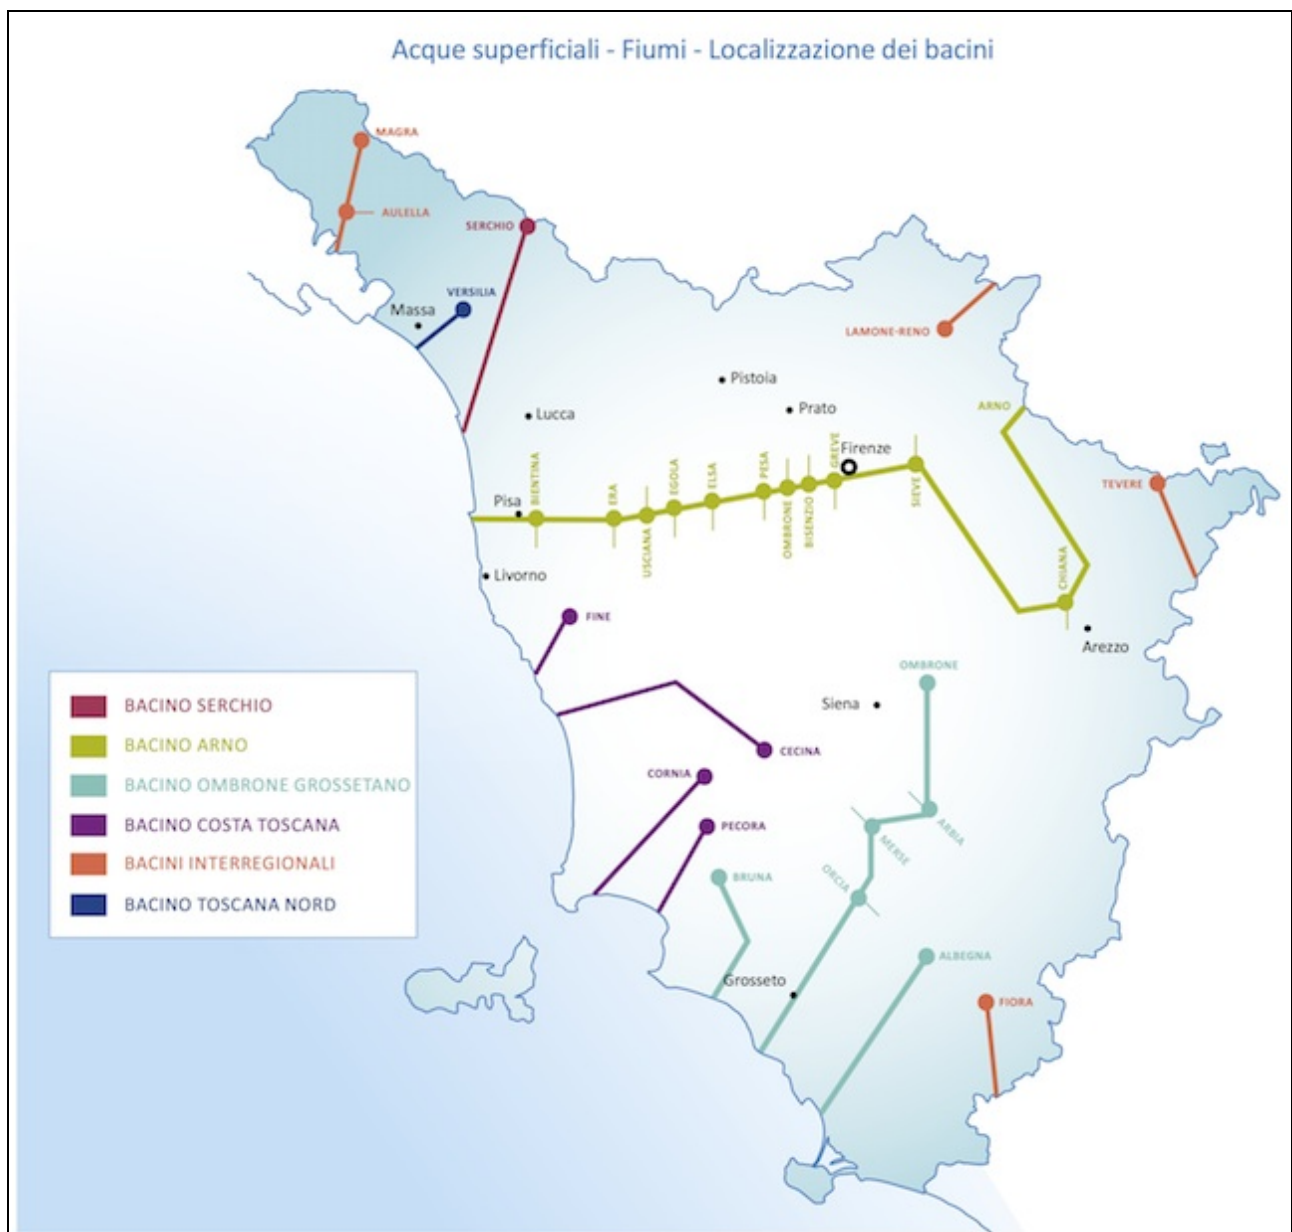 Acque superficiali - Fiumi - Localizzazione dei bacini
MAGRA
AULELLA
SERCHIO
VERSILIA
Massa
LAMONE-RENO
Pistoia
Prato
Lucca
ARNO
Firenze
GREVE
PESA
ELSA
EGOLA
ERA
BIENTINA
SIEVE
TEVERE
Pisa
USCIANA
OMBRONE
BISENZIO
CHIANA
Livorno
FINE
Arezzo
OMBRONE
Siena
CECINA
CORNIA
PECORA
ARBIA
MERSE
BRUNA
ORCIA
ALBEGNA
Grosseto
FIORA
BACINO SERCHIO
BACINO ARNO
BACINO OMBRONE GROSSETANO
BACINO COSTA TOSCANA
BACINI INTERREGIONALI
BACINO TOSCANA NORD